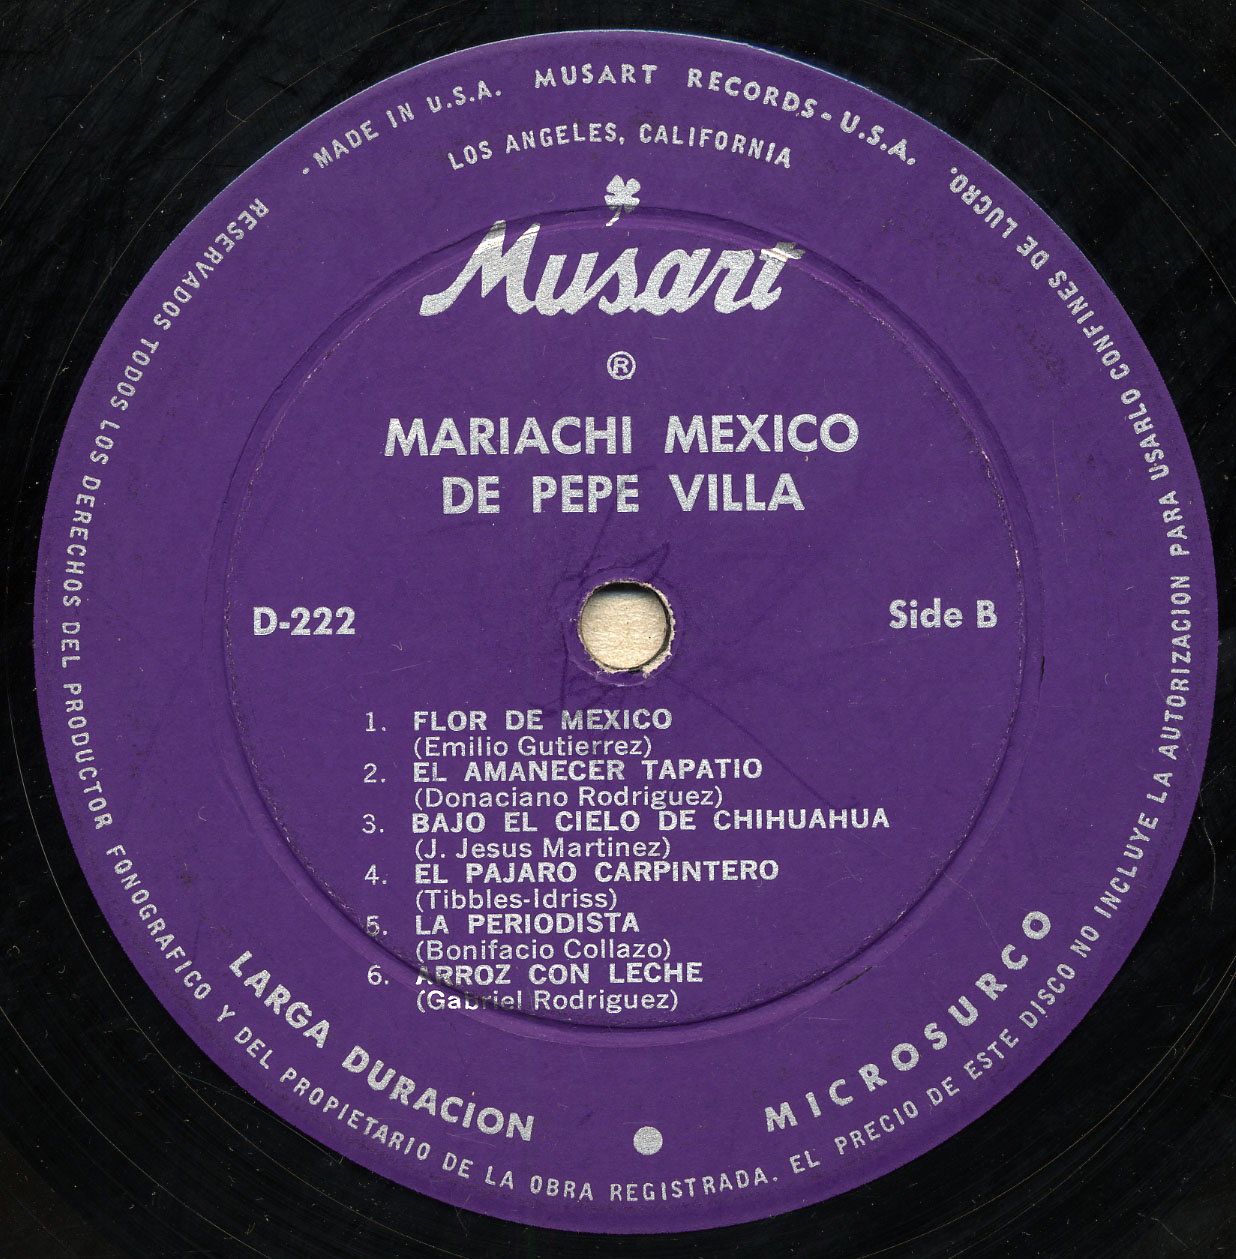 · MADE IN U.S.A. MUSART RECORDS - U.S.A.
LOS ANGELES, CALIFORNIA
Musart
®
MARIACHI MEXICO
DE PEPE VILLA
D-222
Side B
1. FLOR DE MEXICO
(Emilio Gutierrez)
2. EL AMANECER TAPATIO
(Donaciano Rodriguez)
3. BAJO EL CIELO DE CHIHUAHUA
(J. Jesus Martinez)
4. EL PAJARO CARPINTERO
(Tibbles-Idriss)
5. LA PERIODISTA
(Bonifacio Collazo)
6. ARROZ CON LECHE
(Gabriel Rodriguez)
LARGA DURACION
MICROSURCO
RESERVADOS TODOS LOS DERECHOS DEL PRODUCTOR FONOGRAFICO Y DEL PROPIETARIO DE LA OBRA REGISTRADA. EL PRECIO DE ESTE DISCO NO INCLUYE LA AUTORIZACION PARA USARLO CONFINES DE LUCRO.